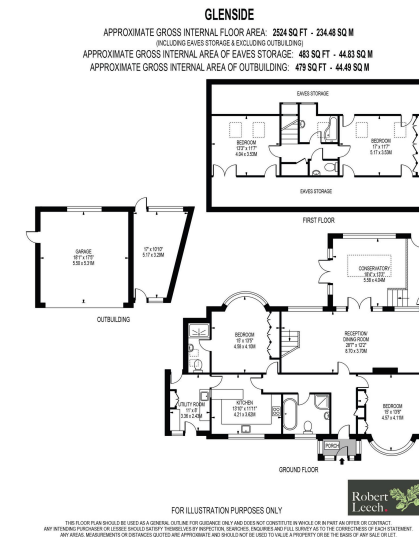 GLENSIDE
APPROXIMATE GROSS INTERNAL FLOOR AREA: 2524 SQ FT - 234.48 SQ M
(INCLUDING EAVES STORAGE & EXCLUDING OUTBUILDING)
APPROXIMATE GROSS INTERNAL AREA OF EAVES STORAGE: 483 SQ FT - 44.83 SQ M
APPROXIMATE GROSS INTERNAL AREA OF OUTBUILDING: 479 SQ FT - 44.49 SQ M
EAVES STORAGE
BEDROOM
13'3" x 11'7"
4.04 x 3.53M
BEDROOM
17' x 11'7"
5.17 x 3.53M
EAVES STORAGE
FIRST FLOOR
GARAGE
18'1" x 17'5"
5.50 x 5.31M
17' x 10'10"
5.17 x 3.29M
OUTBUILDING
CONSERVATORY
18'4" x 13'3"
5.58 x 4.04M
BEDROOM
15' x 13'5"
4.58 x 4.10M
RECEPTION/
DINING ROOM
28'7" x 12'2"
8.70 x 3.70M
UTILITY ROOM
11' x 8'
3.36 x 2.43M
KITCHEN
13'10" x 11'11"
4.21 x 3.62M
BEDROOM
15' x 13'6"
4.57 x 4.11M
PORCH
GROUND FLOOR
FOR ILLUSTRATION PURPOSES ONLY
Robert
Leech.
THIS FLOOR PLAN SHOULD BE USED AS A GENERAL OUTLINE FOR GUIDANCE ONLY AND DOES NOT CONSTITUTE IN WHOLE OR IN PART AN OFFER OR CONTRACT.
ANY INTENDING PURCHASER OR LESSEE SHOULD SATISFY THEMSELVES BY INSPECTION, SEARCHES, ENQUIRIES AND FULL SURVEY AS TO THE CORRECTNESS OF EACH STATEMENT.
ANY AREAS, MEASUREMENTS OR DISTANCES QUOTED ARE APPROXIMATE AND SHOULD NOT BE USED TO VALUE A PROPERTY OR BE THE BASIS OF ANY SALE OR LET.